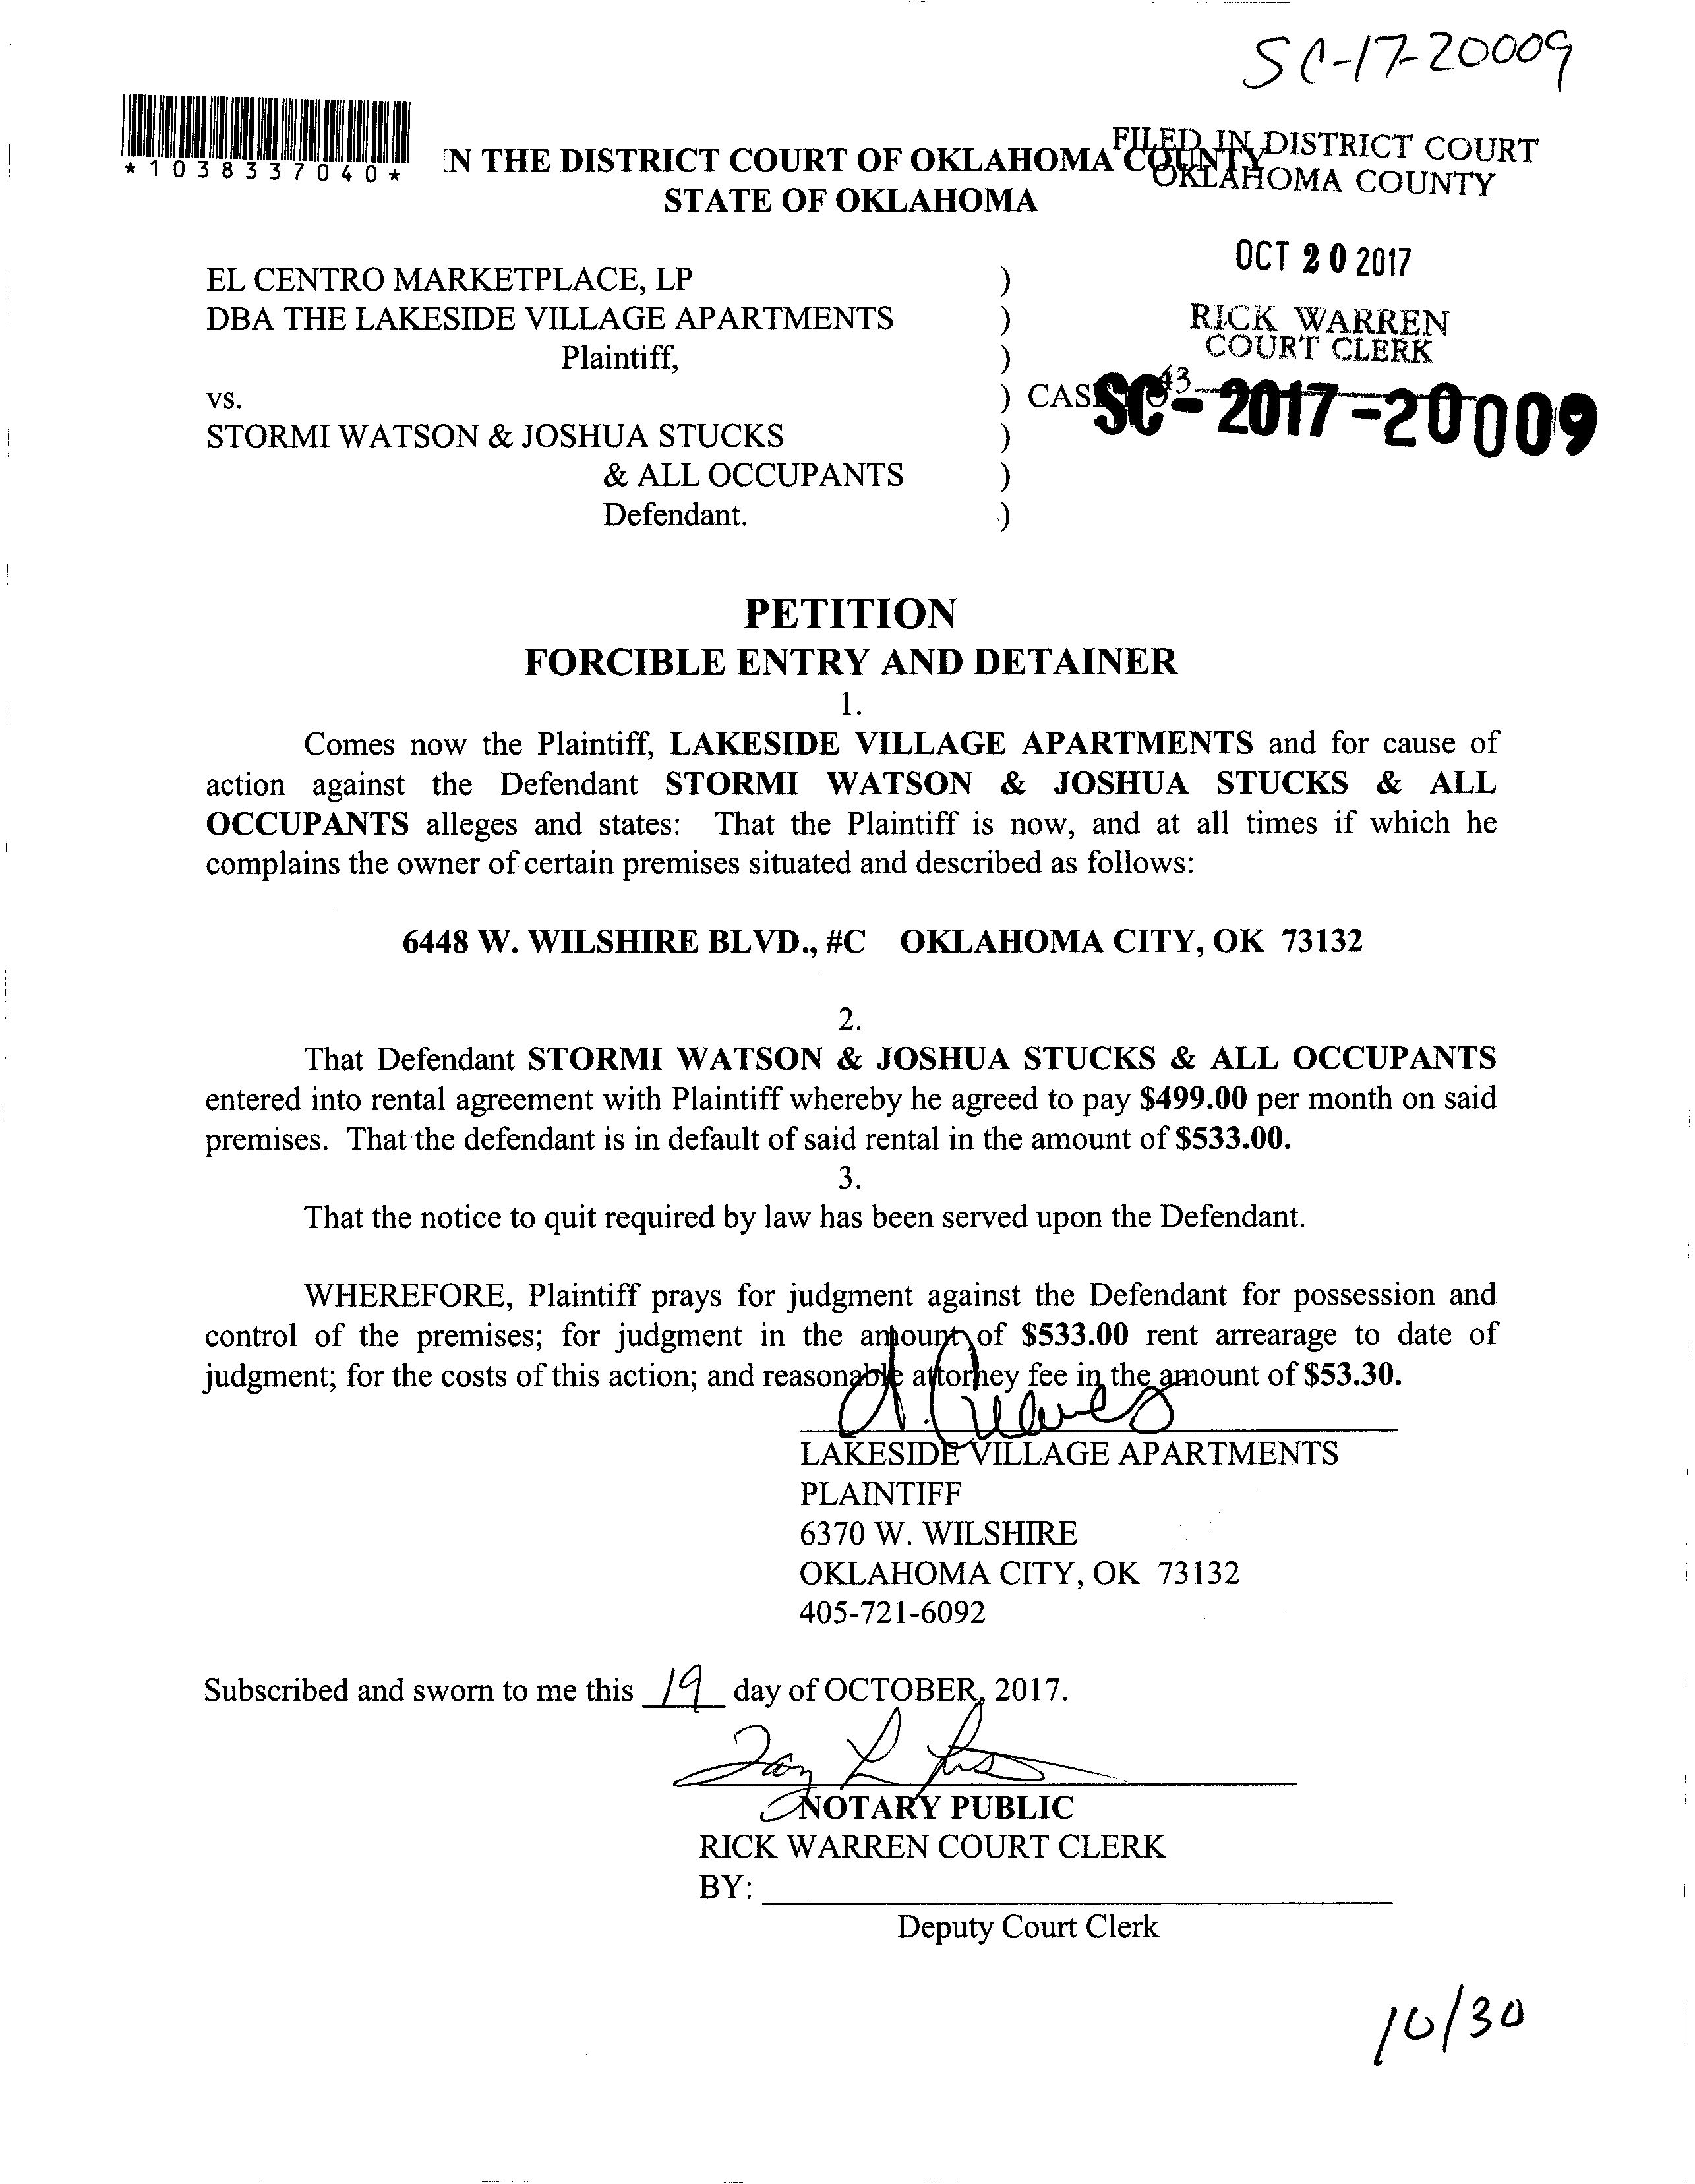 SC-17-20009
*1038337040*
IN THE DISTRICT COURT OF OKLAHOMA COUNTY
STATE OF OKLAHOMA
FILED IN DISTRICT COURT
OKLAHOMA COUNTY
OCT 20 2017
RICK WARREN
COURT CLERK
43
EL CENTRO MARKETPLACE, LP )
DBA THE LAKESIDE VILLAGE APARTMENTS )
Plaintiff, )
vs. ) CAS SC-2017-20009
STORMI WATSON & JOSHUA STUCKS )
& ALL OCCUPANTS )
Defendant. )
PETITION
FORCIBLE ENTRY AND DETAINER
1.
Comes now the Plaintiff, LAKESIDE VILLAGE APARTMENTS and for cause of
action against the Defendant STORMI WATSON & JOSHUA STUCKS & ALL
OCCUPANTS alleges and states: That the Plaintiff is now, and at all times if which he
complains the owner of certain premises situated and described as follows:
6448 W. WILSHIRE BLVD., #C OKLAHOMA CITY, OK 73132
2.
That Defendant STORMI WATSON & JOSHUA STUCKS & ALL OCCUPANTS
entered into rental agreement with Plaintiff whereby he agreed to pay $499.00 per month on said
premises. That the defendant is in default of said rental in the amount of $533.00.
3.
That the notice to quit required by law has been served upon the Defendant.
WHEREFORE, Plaintiff prays for judgment against the Defendant for possession and
control of the premises; for judgment in the amount of $533.00 rent arrearage to date of
judgment; for the costs of this action; and reasonable attorney fee in the amount of $53.30.
LAKESIDE VILLAGE APARTMENTS
PLAINTIFF
6370 W. WILSHIRE
OKLAHOMA CITY, OK 73132
405-721-6092
Subscribed and sworn to me this 19 day of OCTOBER, 2017.
NOTARY PUBLIC
RICK WARREN COURT CLERK
BY:
Deputy Court Clerk
10/30